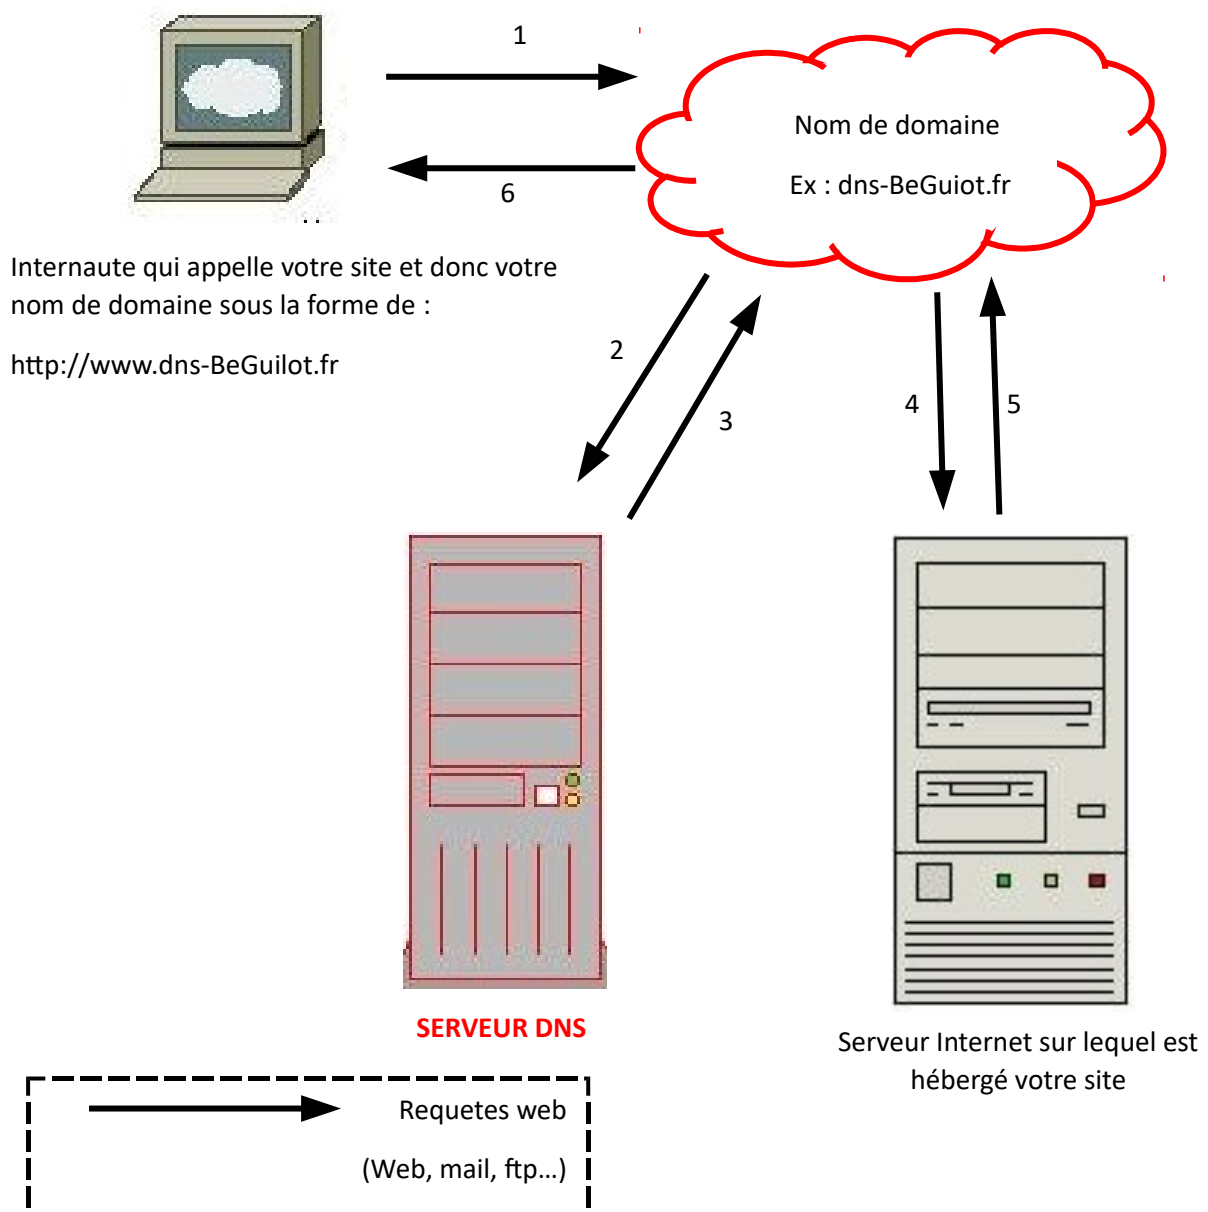 1
Nom de domaine
Ex : dns-BeGuiot.fr
6
Internaute qui appelle votre site et donc votre
nom de domaine sous la forme de :
http://www.dns-BeGuilot.fr
2
3
4
5
SERVEUR DNS
Serveur Internet sur lequel est
hébergé votre site
Requetes web
(Web, mail, ftp...)